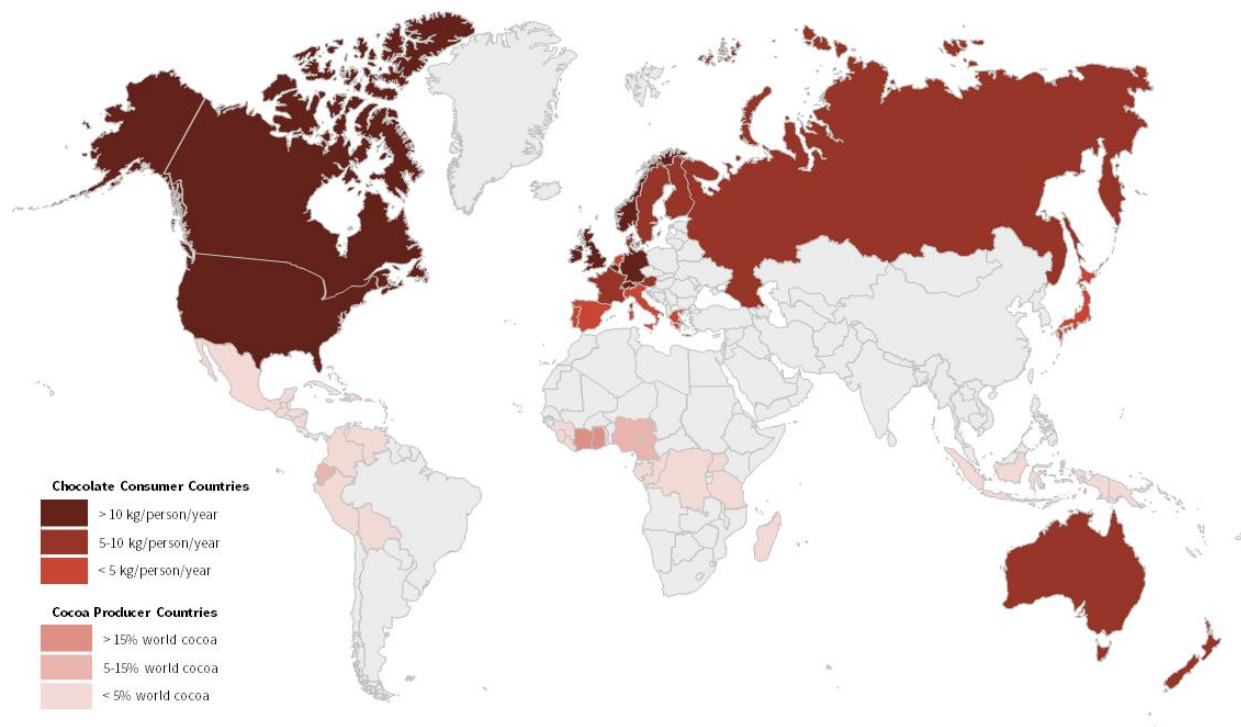 Chocolate Consumer Countries
> 10 kg/person/year
5-10 kg/person/year
< 5 kg/person/year
Cocoa Producer Countries
> 15% world cocoa
5-15% world cocoa
< 5% world cocoa